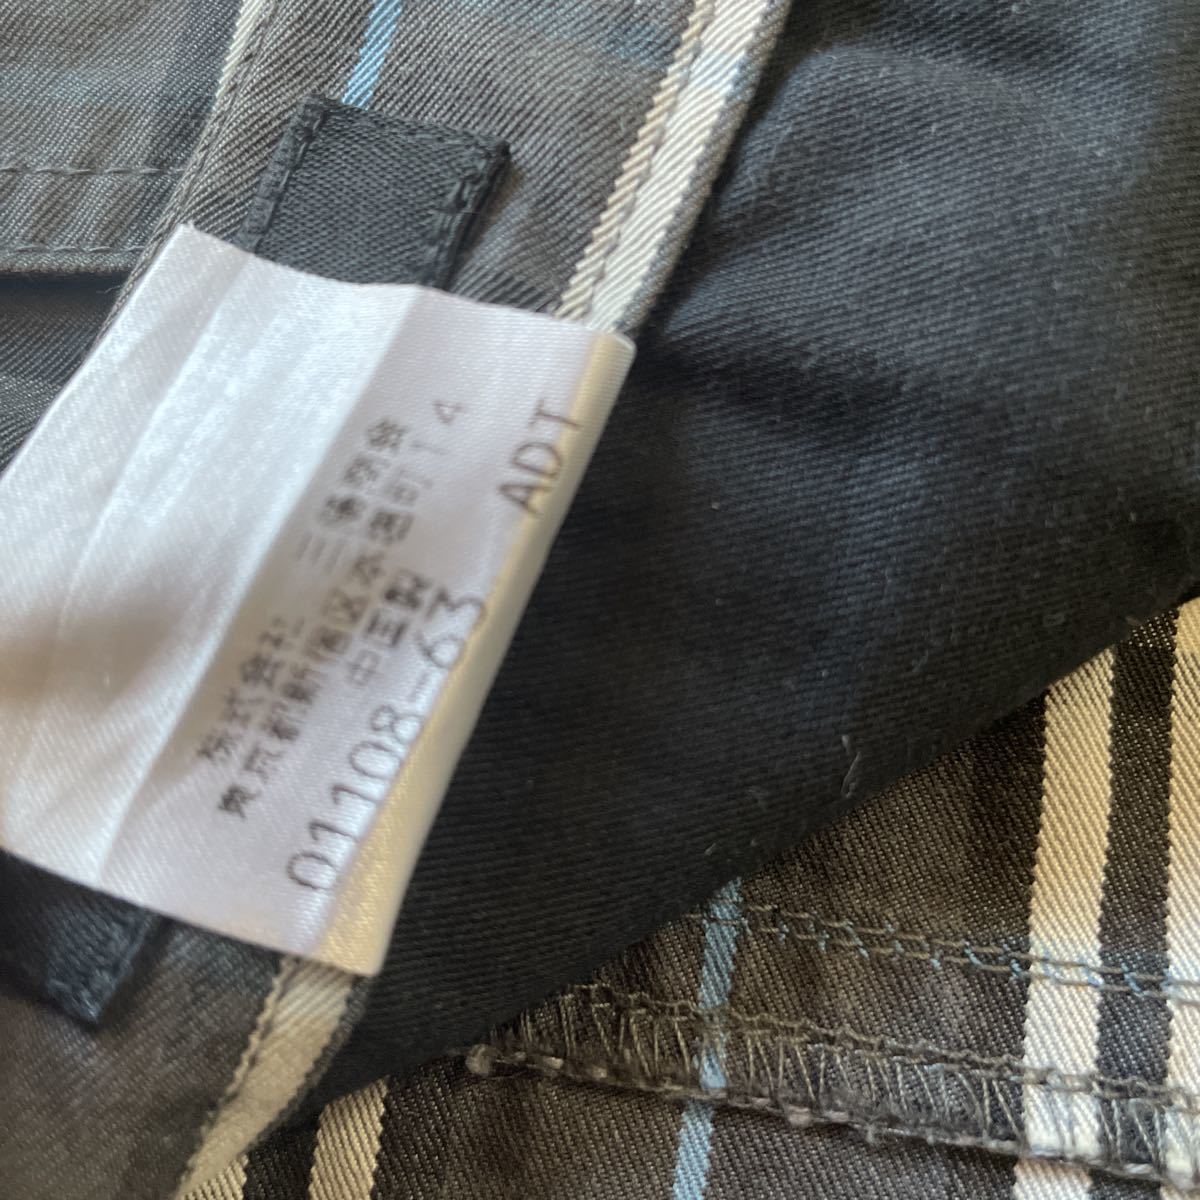 株式会社 三陽商会
東京都新宿区本塩町14
中国製
01108-63 ADT